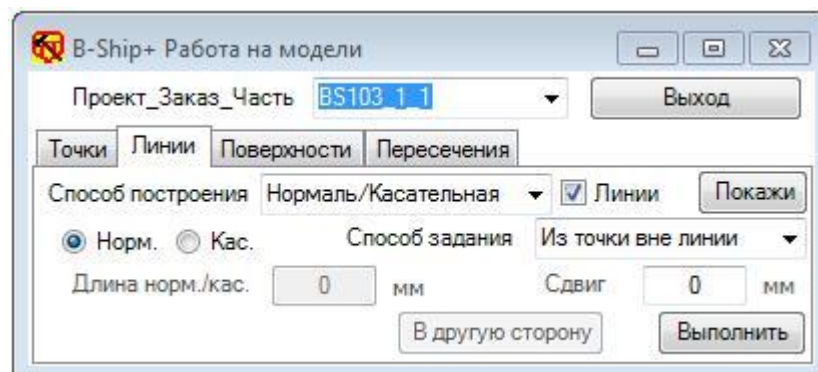 B-Ship+ Работа на модели
Проект_Заказ_Часть BS103_1_1 Выход
Точки Линии Поверхности Пересечения
Способ построения Нормаль/Касательная Линии Покажи
Норм. Кас. Способ задания Из точки вне линии
Длина норм./кас. 0 мм Сдвиг 0 мм
В другую сторону Выполнить